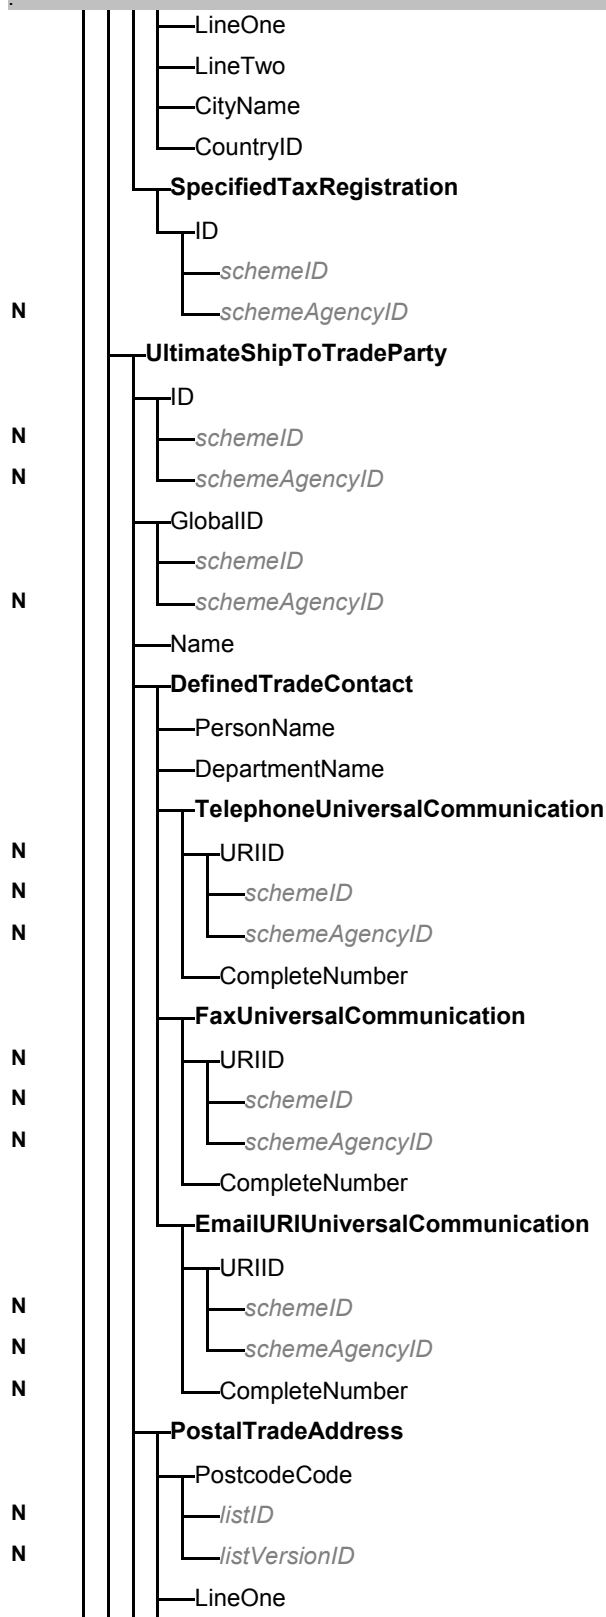 .
LineOne
LineTwo
CityName
CountryID
SpecifiedTaxRegistration
ID
schemeID
N schemeAgencyID
UltimateShipToTradeParty
ID
N schemeID
N schemeAgencyID
GlobalID
schemeID
N schemeAgencyID
Name
DefinedTradeContact
PersonName
DepartmentName
TelephoneUniversalCommunication
N URIID
N schemeID
N schemeAgencyID
CompleteNumber
FaxUniversalCommunication
N URIID
N schemeID
N schemeAgencyID
CompleteNumber
EmailURIUniversalCommunication
URIID
N schemeID
N schemeAgencyID
N CompleteNumber
PostalTradeAddress
PostcodeCode
N listID
N listVersionID
LineOne